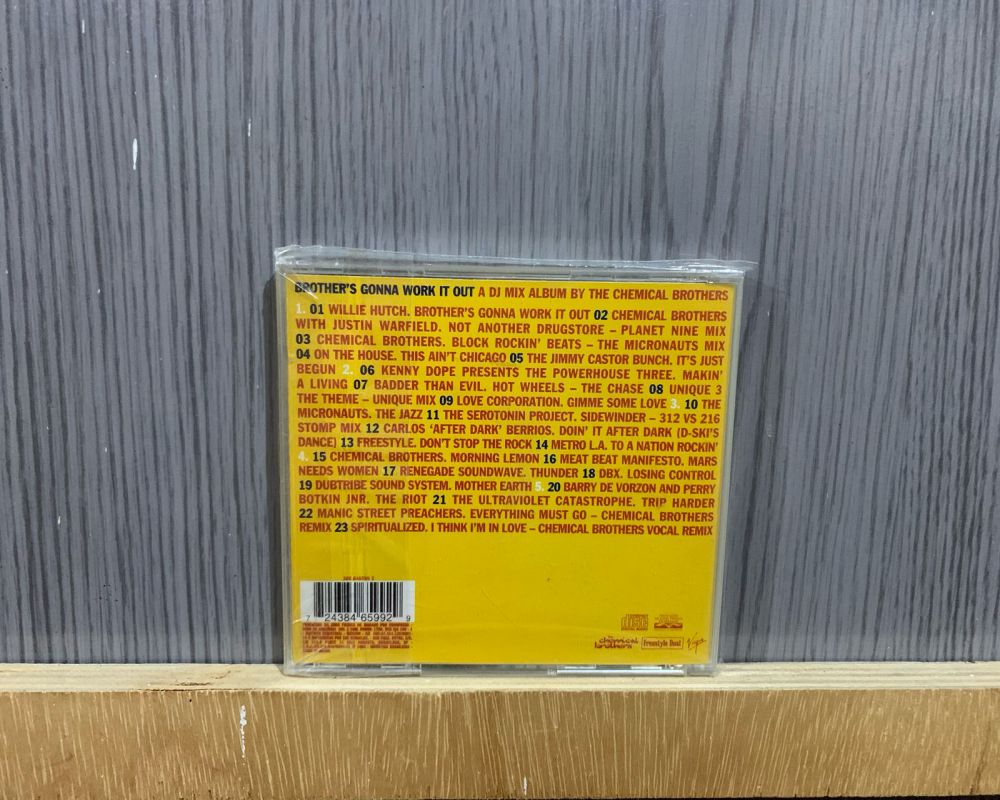 BROTHER'S GONNA WORK IT OUT A DJ MIX ALBUM BY THE CHEMICAL BROTHERS
1. 01 WILLIE HUTCH. BROTHER'S GONNA WORK IT OUT 02 CHEMICAL BROTHERS
WITH JUSTIN WARFIELD. NOT ANOTHER DRUGSTORE – PLANET NINE MIX
03 CHEMICAL BROTHERS. BLOCK ROCKIN' BEATS – THE MICRONAUTS MIX
04 ON THE HOUSE. THIS AIN'T CHICAGO 05 THE JIMMY CASTOR BUNCH. IT'S JUST
BEGUN 2. 06 KENNY DOPE PRESENTS THE POWERHOUSE THREE. MAKIN'
A LIVING 07 BADDER THAN EVIL. HOT WHEELS – THE CHASE 08 UNIQUE 3
THE THEME – UNIQUE MIX 09 LOVE CORPORATION. GIMME SOME LOVE 3. 10 THE
MICRONAUTS. THE JAZZ 11 THE SEROTONIN PROJECT. SIDEWINDER – 312 VS 216
STOMP MIX 12 CARLOS 'AFTER DARK' BERRIOS. DOIN' IT AFTER DARK (D-SKI'S
DANCE) 13 FREESTYLE. DON'T STOP THE ROCK 14 METRO L.A. TO A NATION ROCKIN'
4. 15 CHEMICAL BROTHERS. MORNING LEMON 16 MEAT BEAT MANIFESTO. MARS
NEEDS WOMEN 17 RENEGADE SOUNDWAVE. THUNDER 18 DBX. LOSING CONTROL
19 DUBTRIBE SOUND SYSTEM. MOTHER EARTH 5. 20 BARRY DE VORZON AND PERRY
BOTKIN JNR. THE RIOT 21 THE ULTRAVIOLET CATASTROPHE. TRIP HARDER
22 MANIC STREET PREACHERS. EVERYTHING MUST GO – CHEMICAL BROTHERS
REMIX 23 SPIRITUALIZED. I THINK I'M IN LOVE – CHEMICAL BROTHERS VOCAL REMIX
7 24384 65992 9
disc
the chemical brothers
freestyle dust
Virgin